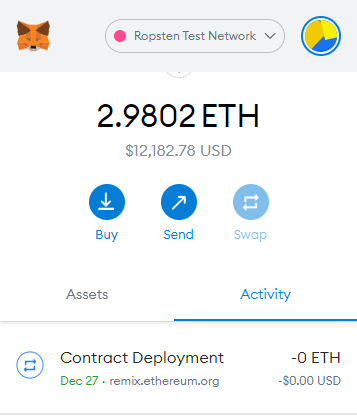 Ropsten Test Network
2.9802 ETH
$12,182.78 USD
Buy
Send
Swap
Assets
Activity
Contract Deployment
-0 ETH
Dec 27 · remix.ethereum.org
-$0.00 USD